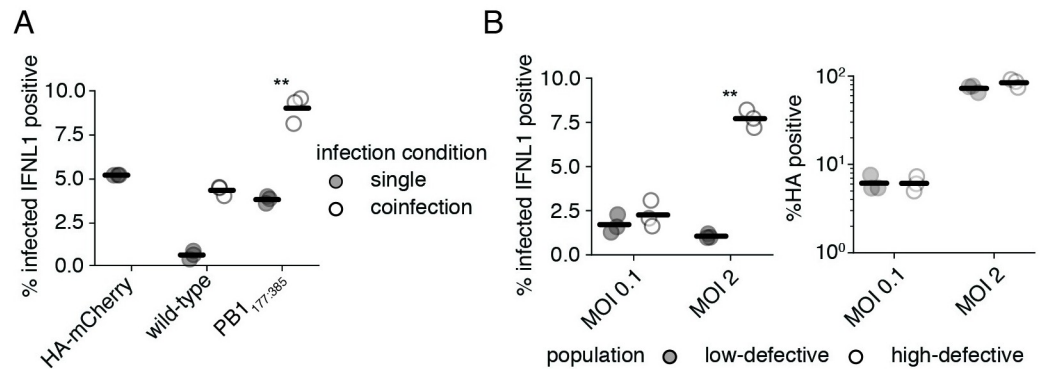 A
% infected IFNL1 positive
10.0
7.5
5.0
2.5
0.0
**
HA-mCherry
wild-type
PB1 177:385
infection condition
single
coinfection
B
% infected IFNL1 positive
10.0
7.5
5.0
2.5
0.0
**
MOI 0.1
MOI 2
%HA positive
10²
10¹
10⁰
MOI 0.1
MOI 2
population low-defective high-defective